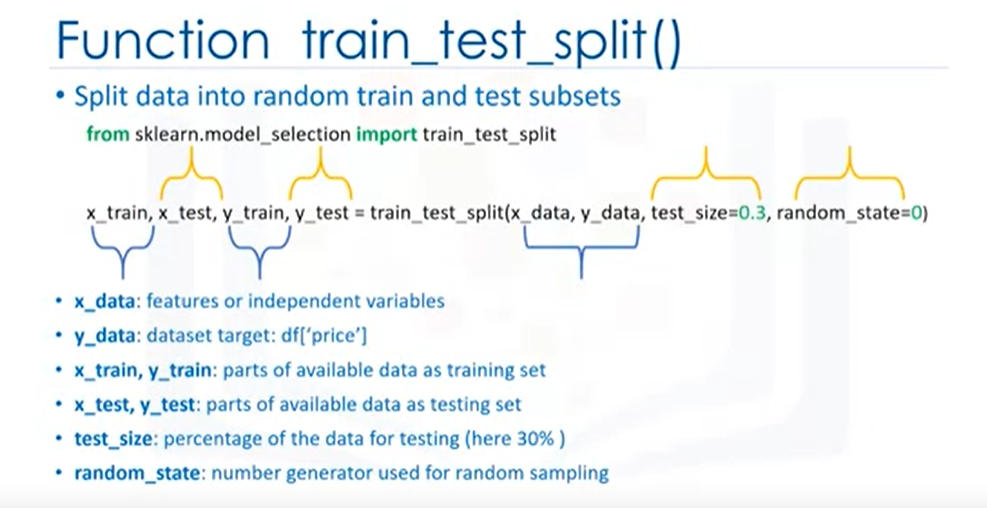 Function train_test_split()
• Split data into random train and test subsets
from sklearn.model_selection import train_test_split
x_train, x_test, y_train, y_test = train_test_split(x_data, y_data, test_size=0.3, random_state=0)
• x_data: features or independent variables
• y_data: dataset target: df['price']
• x_train, y_train: parts of available data as training set
• x_test, y_test: parts of available data as testing set
• test_size: percentage of the data for testing (here 30% )
• random_state: number generator used for random sampling